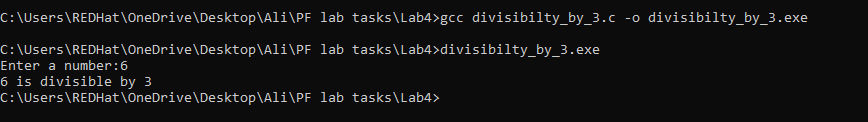 C:\Users\REDHat\OneDrive\Desktop\Ali\PF lab tasks\Lab4>gcc divisibilty_by_3.c -o divisibilty_by_3.exe
C:\Users\REDHat\OneDrive\Desktop\Ali\PF lab tasks\Lab4>divisibilty_by_3.exe
Enter a number:6
6 is divisible by 3
C:\Users\REDHat\OneDrive\Desktop\Ali\PF lab tasks\Lab4>